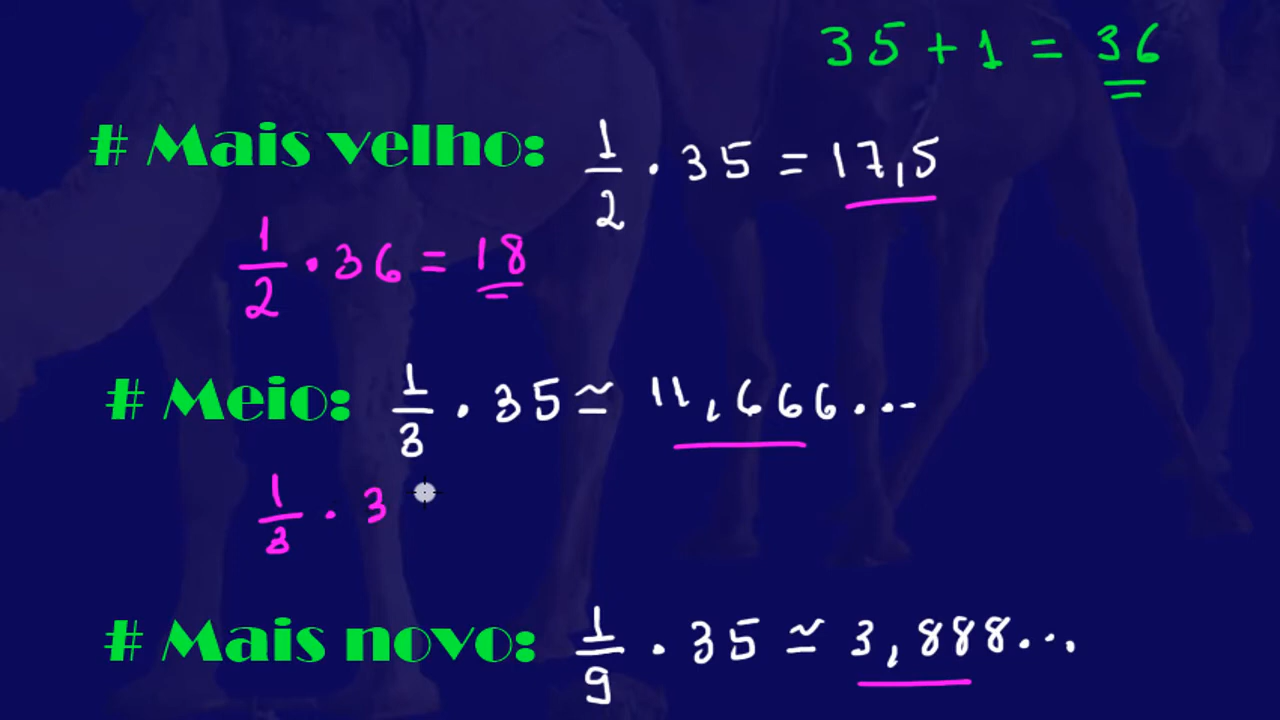 35 + 1 = 36
# Mais velho: 1/2 . 35 = 17,5
1/2 . 36 = 18
# Meio: 1/3 . 35 ≃ 11,666...
1/3 . 3
# Mais novo: 1/9 . 35 ≃ 3,888...